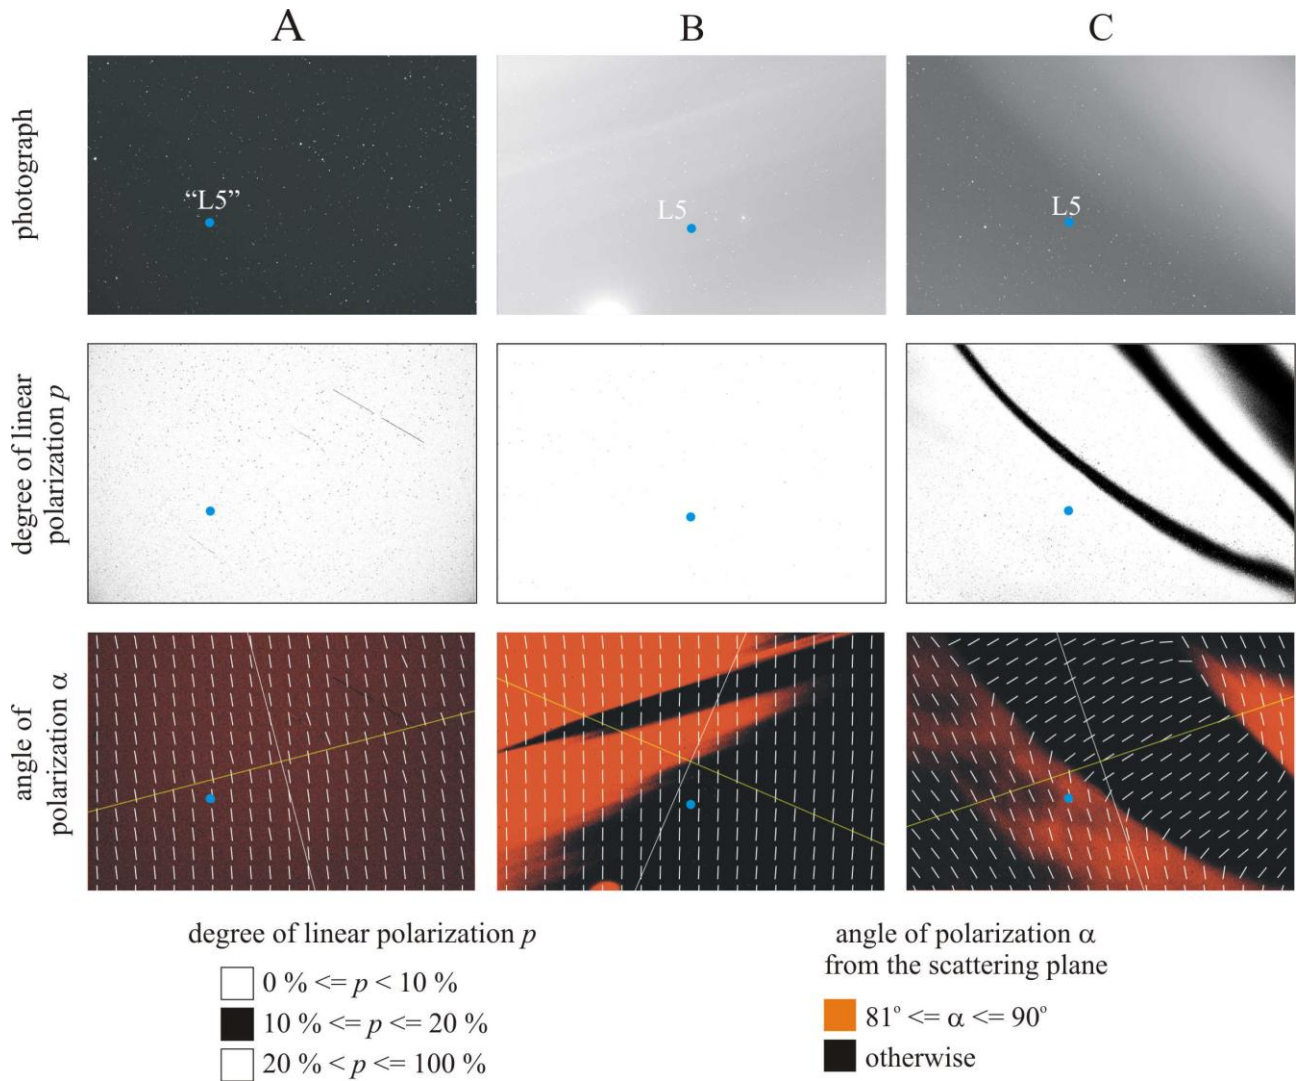 A
B
C
photograph
"L5"
L5
L5
degree of linear
polarization p
angle of
polarization α
degree of linear polarization p
0 % <= p < 10 %
10 % <= p <= 20 %
20 % < p <= 100 %
angle of polarization α
from the scattering plane
81° <= α <= 90°
otherwise